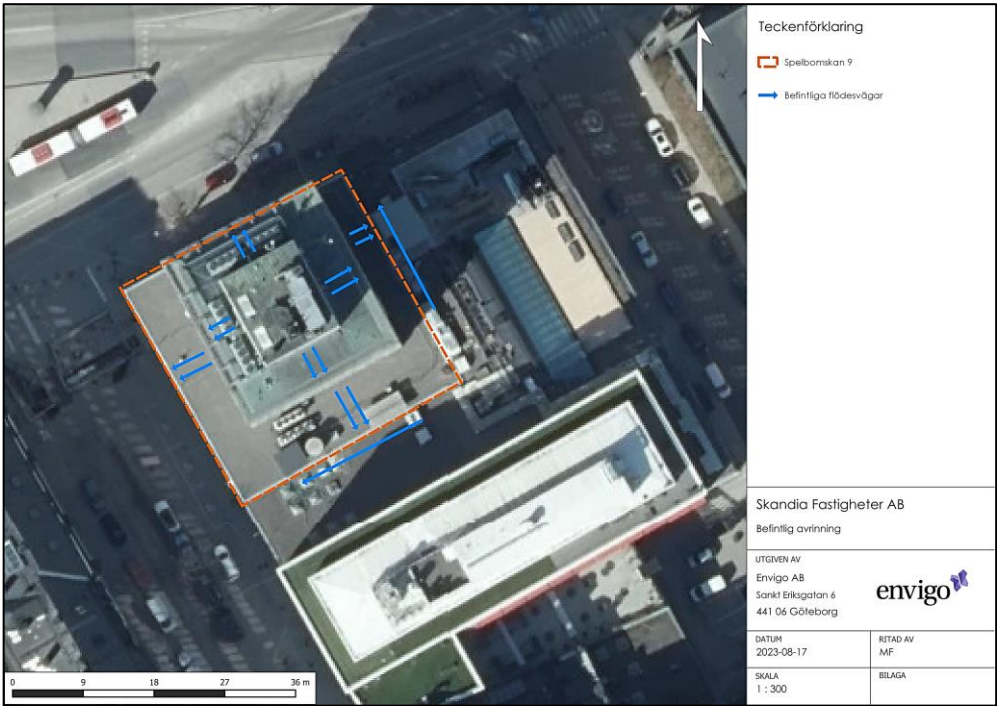 Teckenförklaring
Spelbomskan 9
Befintliga flödesvägar
Skandia Fastigheter AB
Befintlig avrinning
UTGIVEN AV
Envigo AB
Sankt Eriksgatan 6
441 06 Göteborg
envigo
DATUM
2023-08-17
RITAD AV
MF
SKALA
1 : 300
BILAGA
0 9 18 27 36 m